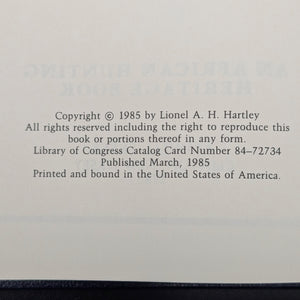 Copyright © 1985 by Lionel A. H. Hartley
All rights reserved including the right to reproduce this
book or portions thereof in any form.
Library of Congress Catalog Card Number 84-72734
Published March, 1985
Printed and bound in the United States of America.